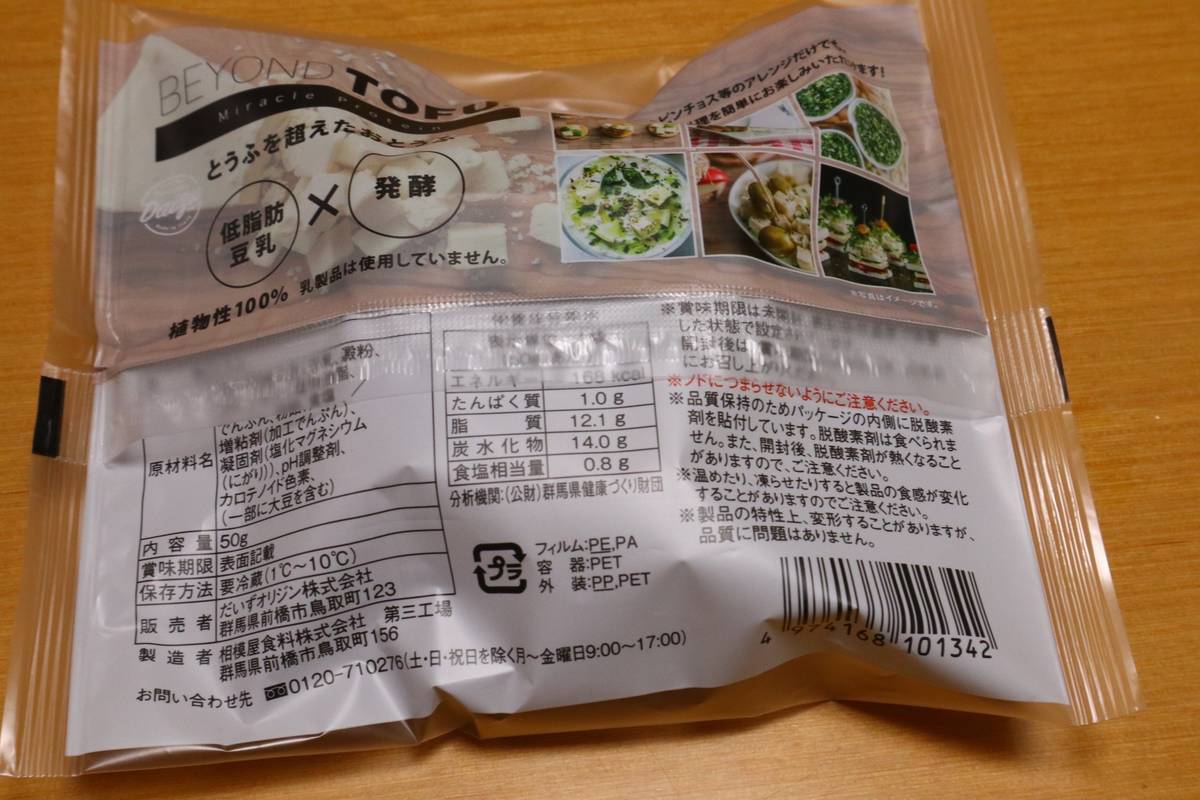 BEYOND TOFU
Miracle Protein
とうふを超えたおとうふ
低脂肪
豆乳
×
発酵
植物性100% 乳製品は使用していません。
レンチョス等のアレンジだけでも、
理を簡単にお楽しみいただけます!
※写真はイメージです。
原材料名
澱粉、
でんぷん、
増粘剤(加工でんぷん)、
凝固剤(塩化マグネシウム
(にがり))、pH調整剤、
カロテノイド色素、
(一部に大豆を含む)
内容量 50g
賞味期限 表面記載
保存方法 要冷蔵(1℃~10℃)
販売者 だいずオリジン株式会社
群馬県前橋市鳥取町123
製造者 相模屋食料株式会社 第三工場
群馬県前橋市鳥取町156
お問い合わせ先 0120-710276(土・日・祝日を除く月~金曜日9:00~17:00)
エネルギー 168 kcal
たんぱく質 1.0 g
脂質 12.1 g
炭水化物 14.0 g
食塩相当量 0.8 g
分析機関:(公財)群馬県健康づくり財団
プラ
フィルム:PE,PA
容器:PET
外装:PP,PET
※賞味期限は未開
した状態で設定
開封後は
にお召し上が
※ノドにつまらせないようにご注意ください。
※品質保持のためパッケージの内側に脱酸素
剤を貼付しています。脱酸素剤は食べられま
せん。また、開封後、脱酸素剤が熱くなること
がありますので、ご注意ください。
※温めたり、凍らせたりすると製品の食感が変化
することがありますのでご注意ください。
※製品の特性上、変形することがありますが、
品質に問題はありません。
4 974168 101342